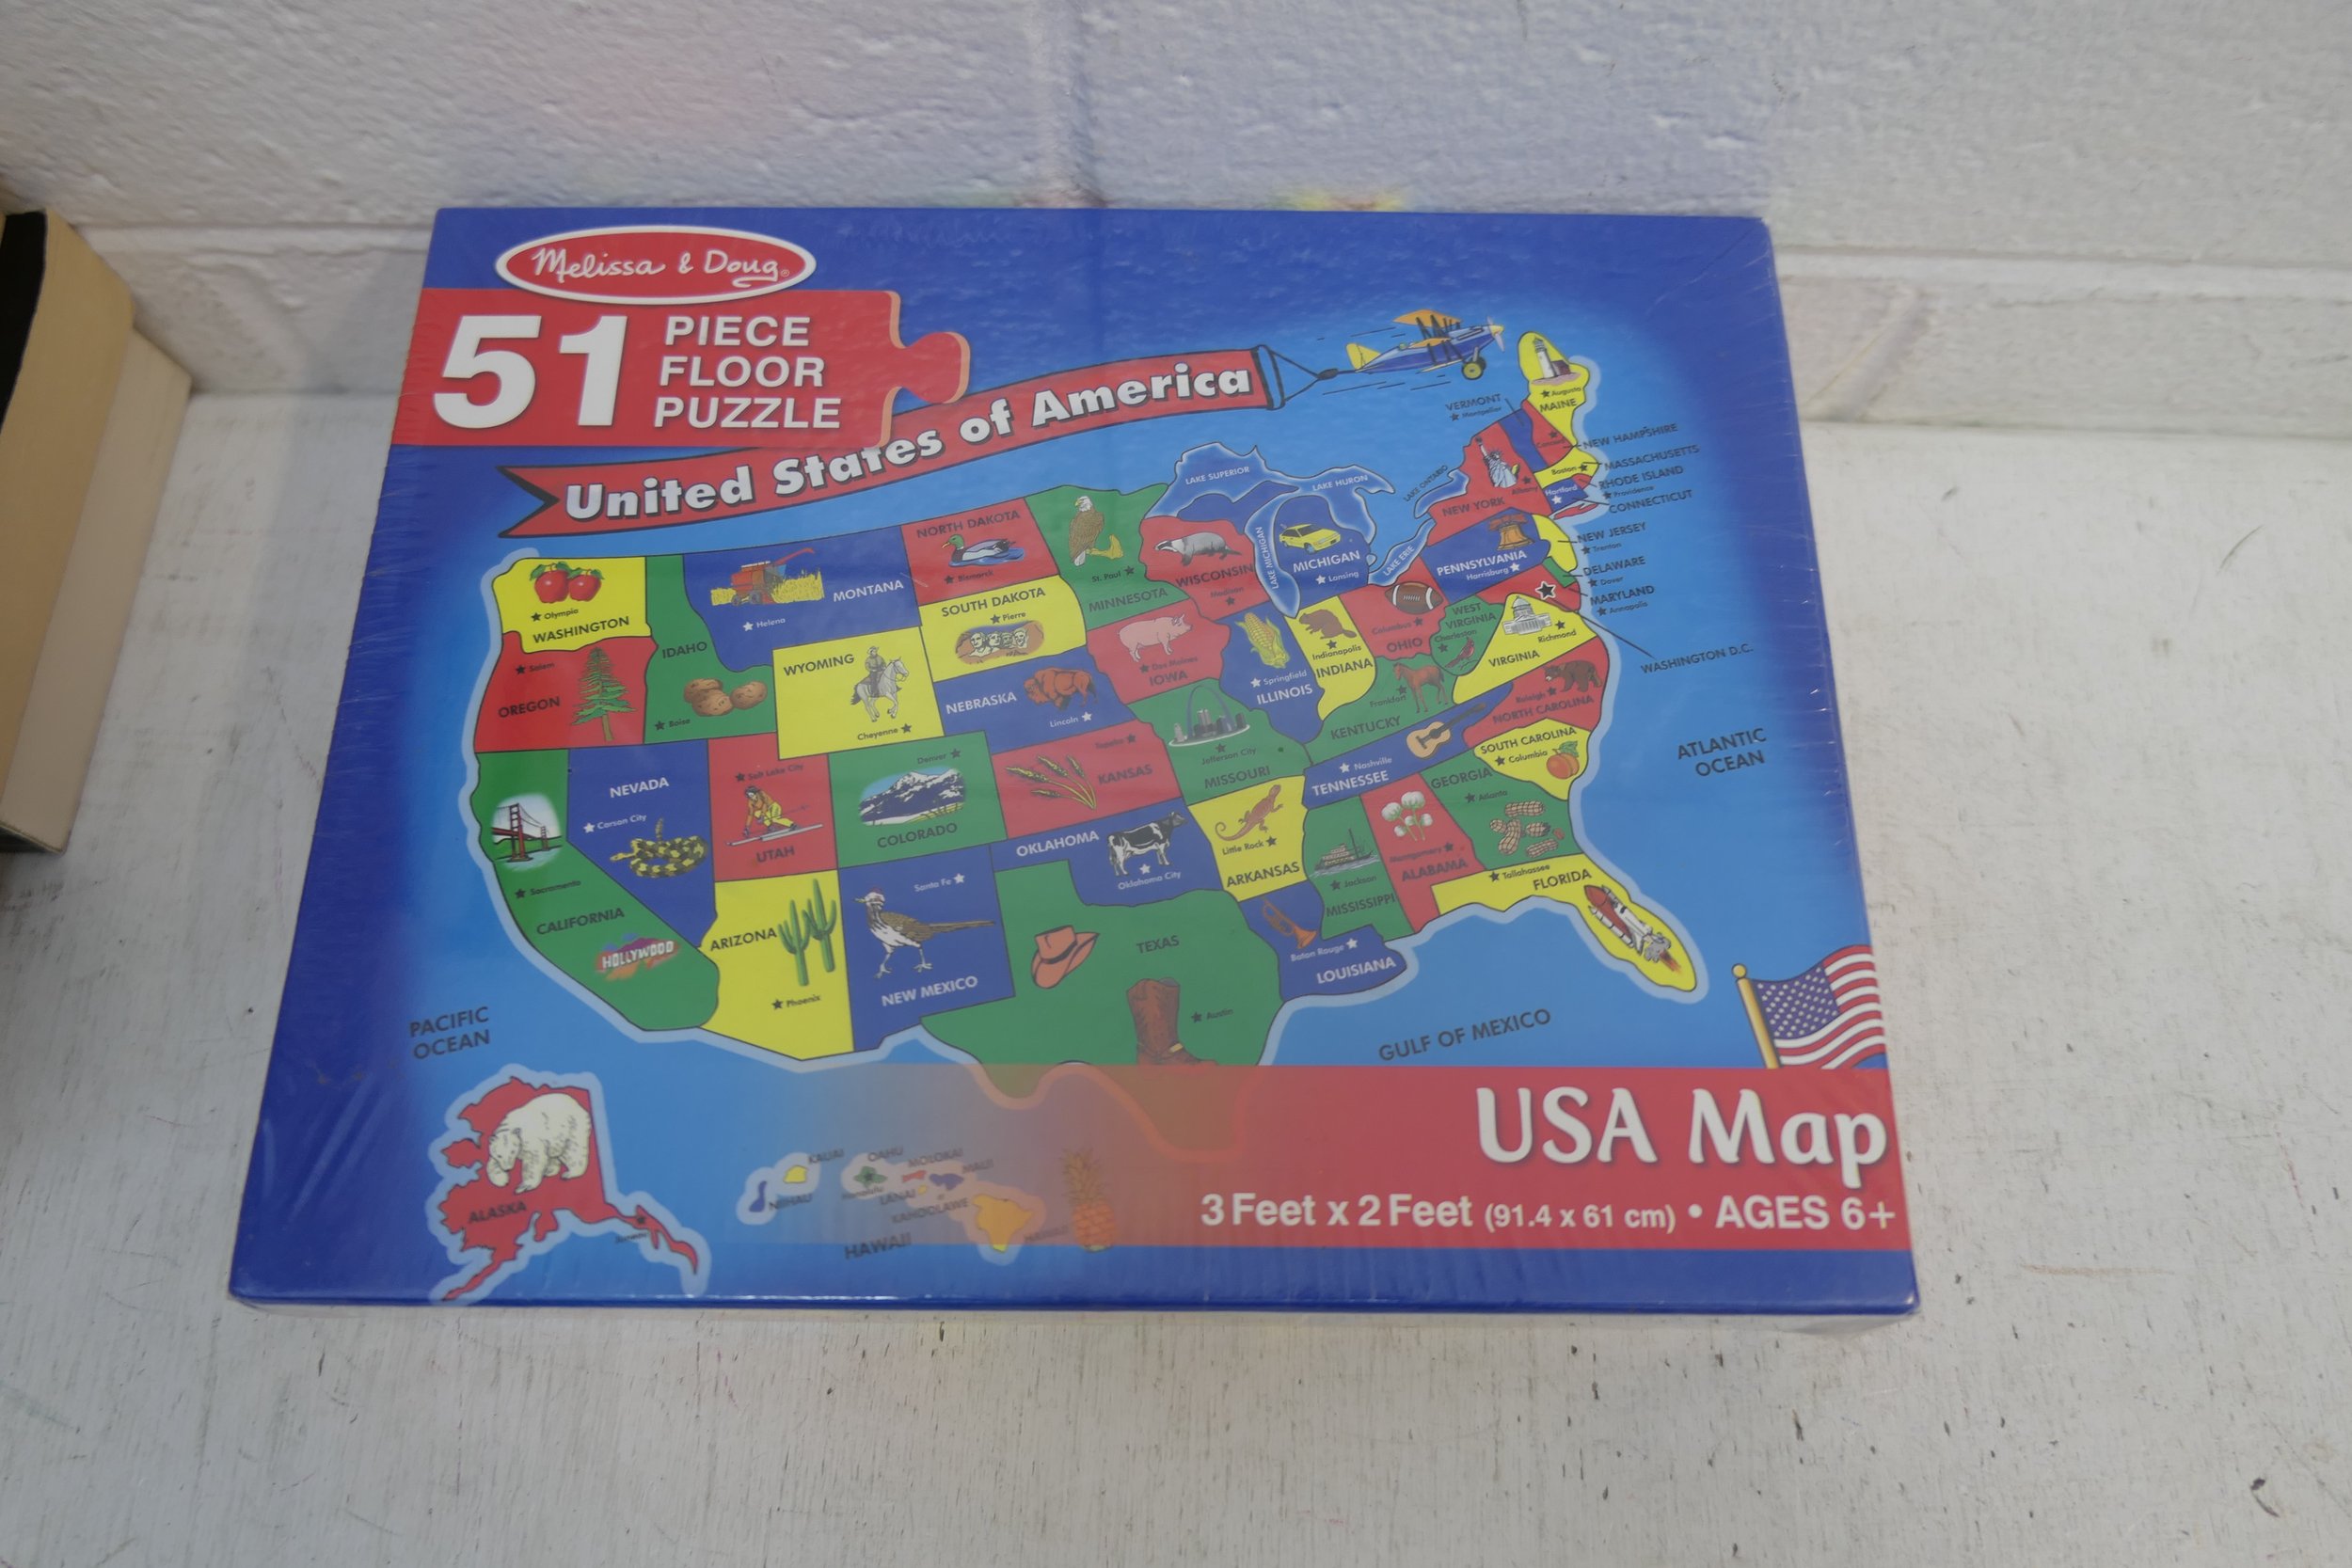 Melissa & Doug®
51 PIECE
FLOOR
PUZZLE
United States of America
VERMONT
★ Montpelier
★ Augusta
MAINE
NEW HAMPSHIRE
Boston ★
MASSACHUSETTS
RHODE ISLAND
★ Providence
Hartford
CONNECTICUT
LAKE SUPERIOR
LAKE HURON
LAKE ONTARIO
LAKE MICHIGAN
LAKE ERIE
Albany
NEW YORK
NEW JERSEY
★ Trenton
PENNSYLVANIA
Harrisburg ★
DELAWARE
★ Dover
MARYLAND
★ Annapolis
WASHINGTON D.C.
★ Olympia
WASHINGTON
★ Salem
OREGON
IDAHO
★ Boise
MONTANA
★ Helena
NORTH DAKOTA
★ Bismarck
SOUTH DAKOTA
★ Pierre
St. Paul ★
MINNESOTA
WISCONSIN
Madison
MICHIGAN
★ Lansing
WYOMING
Cheyenne ★
NEBRASKA
Lincoln ★
★ Des Moines
IOWA
★ Springfield
ILLINOIS
Indianapolis
INDIANA
Columbus ★
OHIO
WEST
VIRGINIA
Charleston
Richmond
VIRGINIA
Frankfort
KENTUCKY
Raleigh ★
NORTH CAROLINA
SOUTH CAROLINA
★ Columbia
★ Nashville
TENNESSEE
GEORGIA
★ Atlanta
NEVADA
★ Carson City
★ Salt Lake City
UTAH
Denver ★
COLORADO
Topeka ★
KANSAS
Jefferson City
MISSOURI
★ Sacramento
CALIFORNIA
HOLLYWOOD
ARIZONA
★ Phoenix
Santa Fe ★
NEW MEXICO
OKLAHOMA
Oklahoma City
Little Rock ★
ARKANSAS
★ Jackson
MISSISSIPPI
Montgomery ★
ALABAMA
★ Tallahassee
FLORIDA
TEXAS
★ Austin
Baton Rouge ★
LOUISIANA
ATLANTIC
OCEAN
PACIFIC
OCEAN
GULF OF MEXICO
ALASKA
Juneau
KAUAI
NIIHAU
OAHU
Honolulu
MOLOKAI
LANAI
MAUI
KAHOOLAWE
HAWAII
HAWAII
USA Map
3 Feet x 2 Feet (91.4 x 61 cm) • AGES 6+